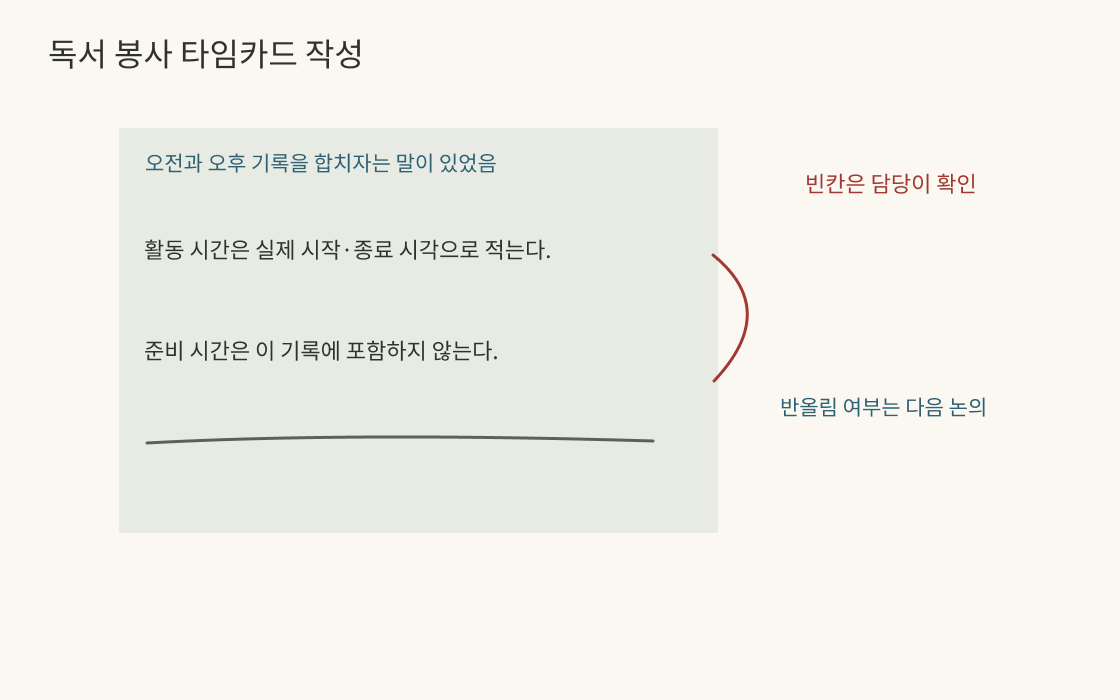 독서 봉사 타임카드 작성
오전과 오후 기록을 합치자는 말이 있었음
빈칸은 담당이 확인
활동 시간은 실제 시작·종료 시각으로 적는다.
준비 시간은 이 기록에 포함하지 않는다.
반올림 여부는 다음 논의